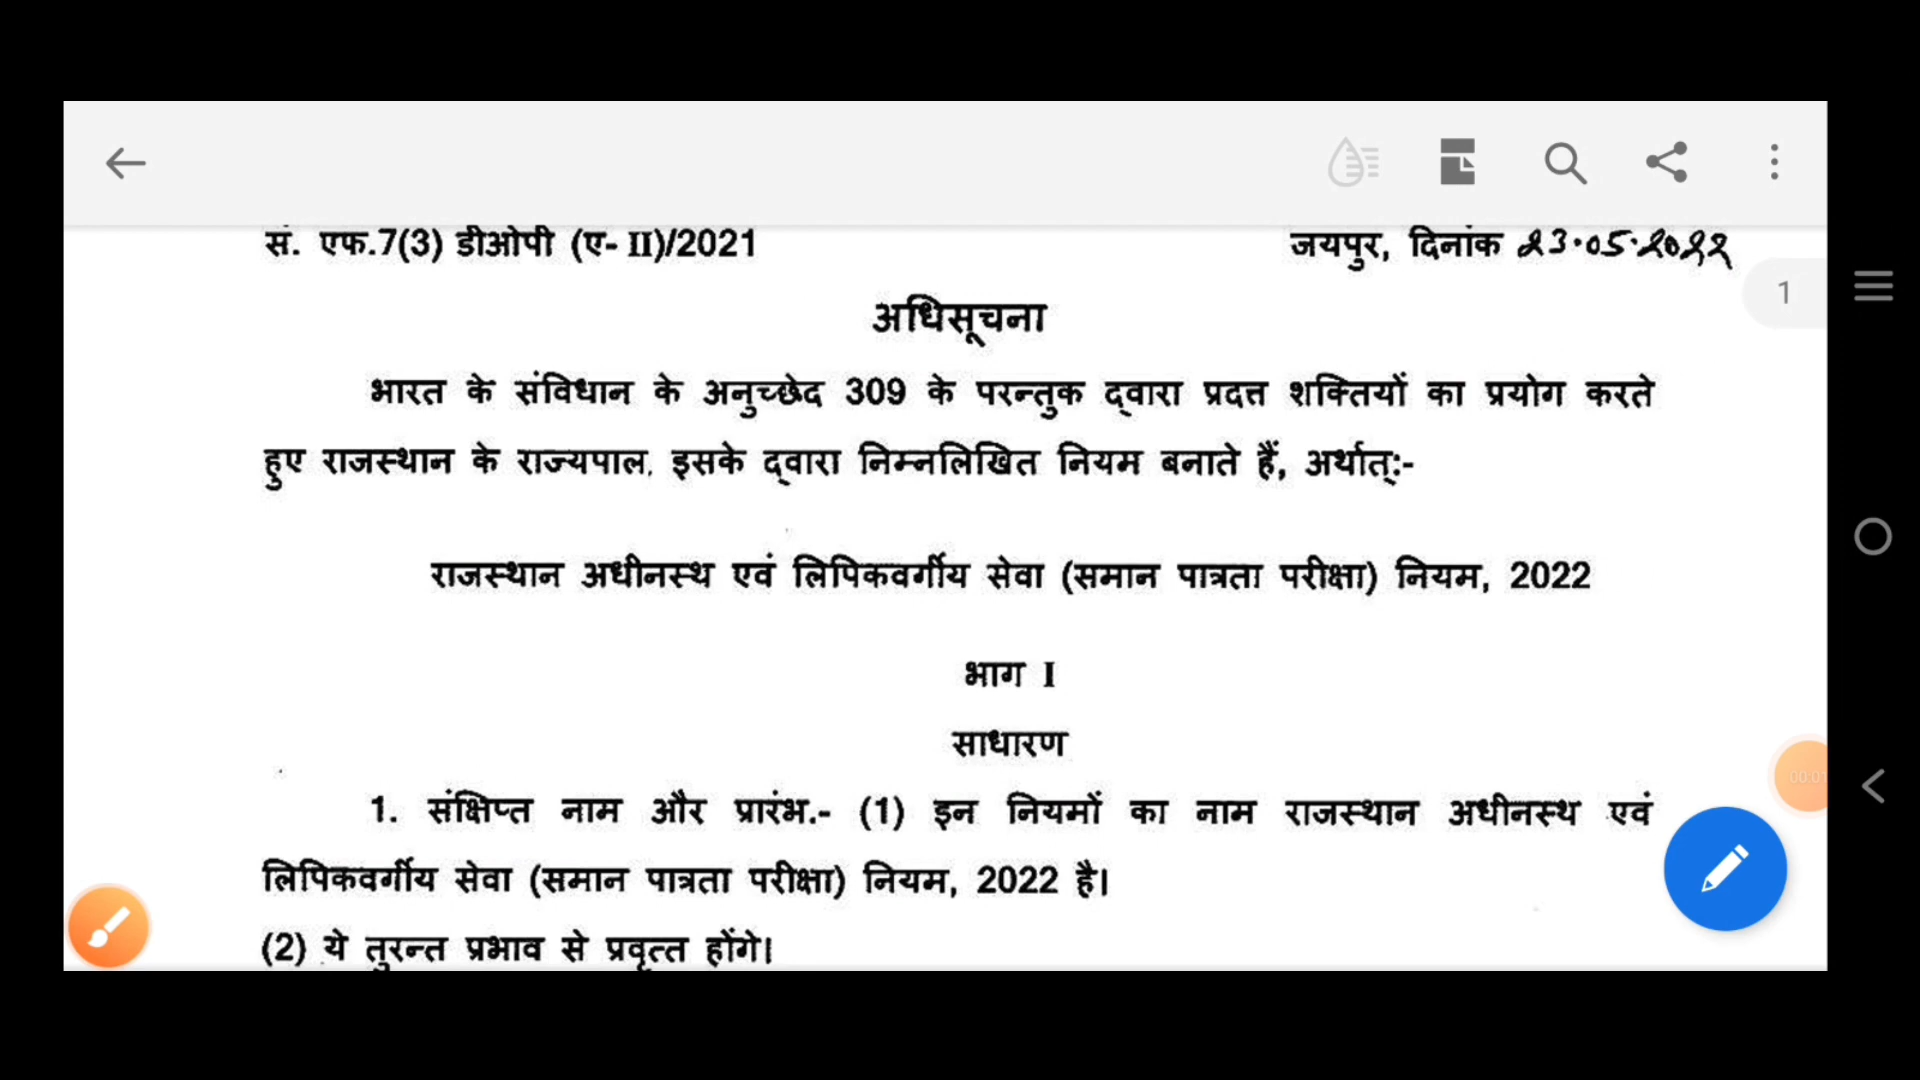 सं. एफ.7(3) डीओपी (ए- II)/2021 जयपुर, दिनांक 23.05.2022
1
अधिसूचना
भारत के संविधान के अनुच्छेद 309 के परन्तुक द्वारा प्रदत्त शक्तियों का प्रयोग करते
हुए राजस्थान के राज्यपाल, इसके द्वारा निम्नलिखित नियम बनाते हैं, अर्थात्:-
राजस्थान अधीनस्थ एवं लिपिकवर्गीय सेवा (समान पात्रता परीक्षा) नियम, 2022
भाग I
साधारण
00:01
1. संक्षिप्त नाम और प्रारंभ.- (1) इन नियमों का नाम राजस्थान अधीनस्थ एवं
लिपिकवर्गीय सेवा (समान पात्रता परीक्षा) नियम, 2022 है।
(2) ये तुरन्त प्रभाव से प्रवृत्त होंगे।